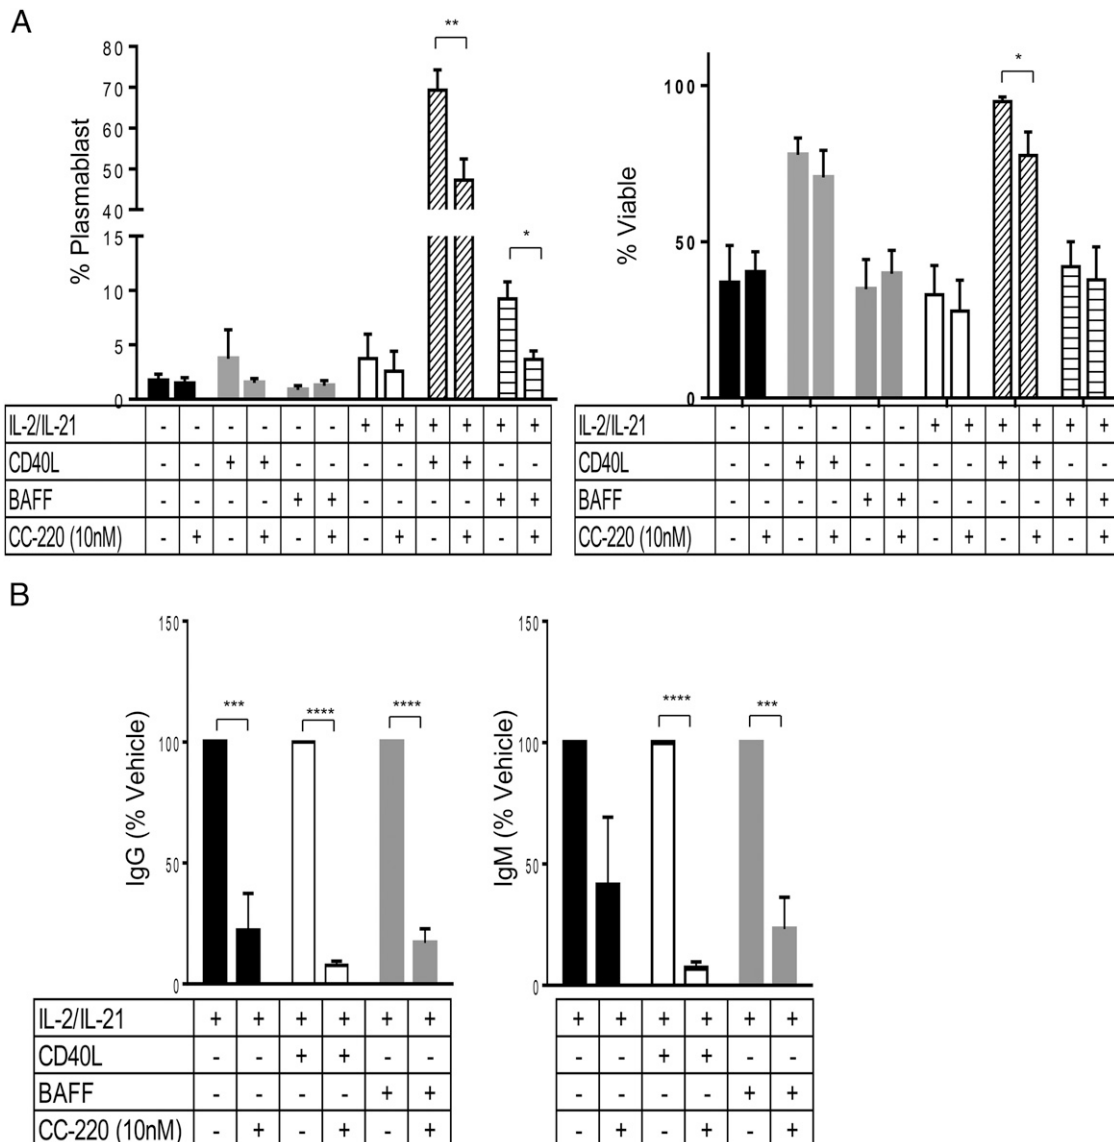 A
**
80
70
60
50
40
15
10
5
0
% Plasmablast
*
IL-2/IL-21 - - - - - - + + + + + +
CD40L - - + + - - - - + + - -
BAFF - - - - + + - - - - + +
CC-220 (10nM) - + - + - + - + - + - +
*
100
50
0
% Viable
IL-2/IL-21 - - - - - - + + + + + +
CD40L - - + + - - - - + + - -
BAFF - - - - + + - - - - + +
CC-220 (10nM) - + - + - + - + - + - +
B
150
100
50
0
IgG (% Vehicle)
*** **** ****
IL-2/IL-21 + + + + + +
CD40L - - + + - -
BAFF - - - - + +
CC-220 (10nM) - + - + - +
150
100
50
0
IgM (% Vehicle)
**** ***
+ + + + + +
- - + + - -
- - - - + +
- + - + - +